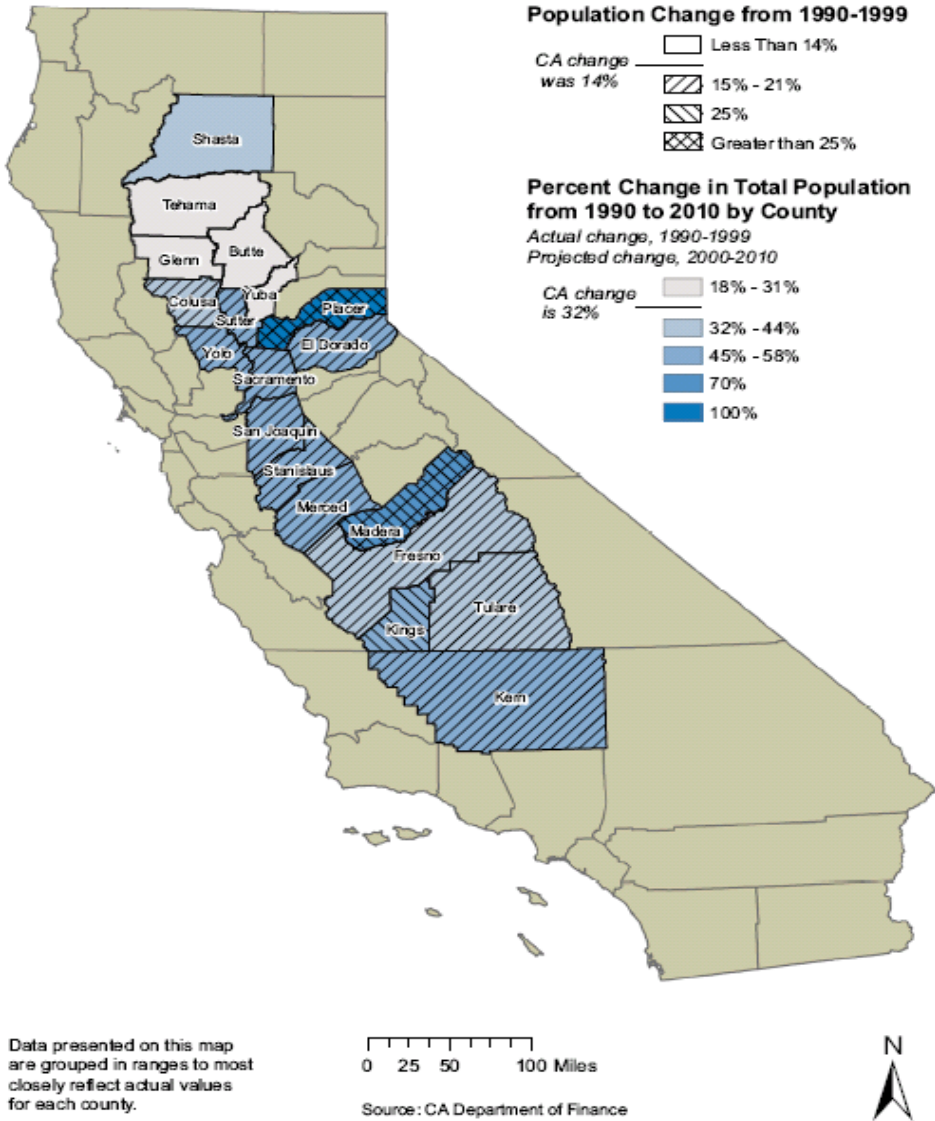 Population Change from 1990-1999
Less Than 14%
CA change
was 14%
15% - 21%
25%
Greater than 25%
Percent Change in Total Population
from 1990 to 2010 by County
Actual change, 1990-1999
Projected change, 2000-2010
18% - 31%
CA change
is 32%
32% - 44%
45% - 58%
70%
100%
Shasta
Tehama
Butte
Glenn
Yuba
Colusa
Placer
Sutter
El Dorado
Yolo
Sacramento
San Joaquin
Stanislaus
Merced
Madera
Fresno
Tulare
Kings
Kern
Data presented on this map
are grouped in ranges to most
closely reflect actual values
for each county.
0 25 50 100 Miles
Source: CA Department of Finance
N